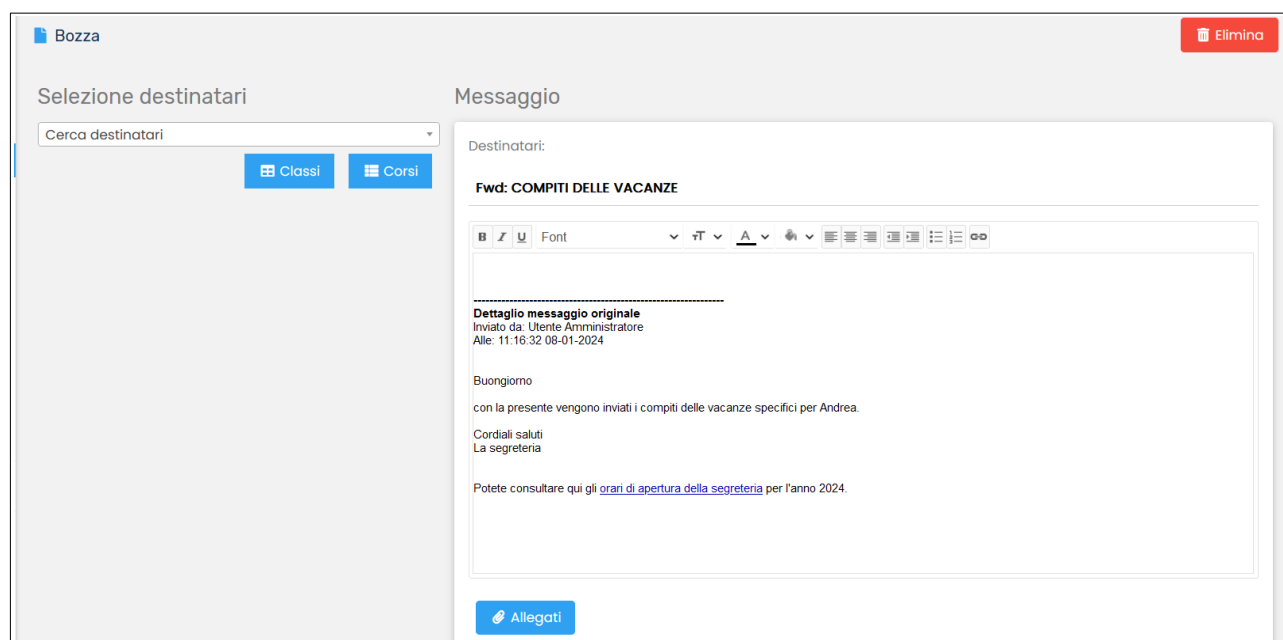 Bozza
Elimina
Selezione destinatari
Cerca destinatari
Classi
Corsi
Messaggio
Destinatari:
Fwd: COMPITI DELLE VACANZE
B I U Font A
----------------------------------------------------------------
Dettaglio messaggio originale
Inviato da: Utente Amministratore
Alle: 11:16:32 08-01-2024
Buongiorno
con la presente vengono inviati i compiti delle vacanze specifici per Andrea.
Cordiali saluti
La segreteria
Potete consultare qui gli orari di apertura della segreteria per l'anno 2024.
Allegati